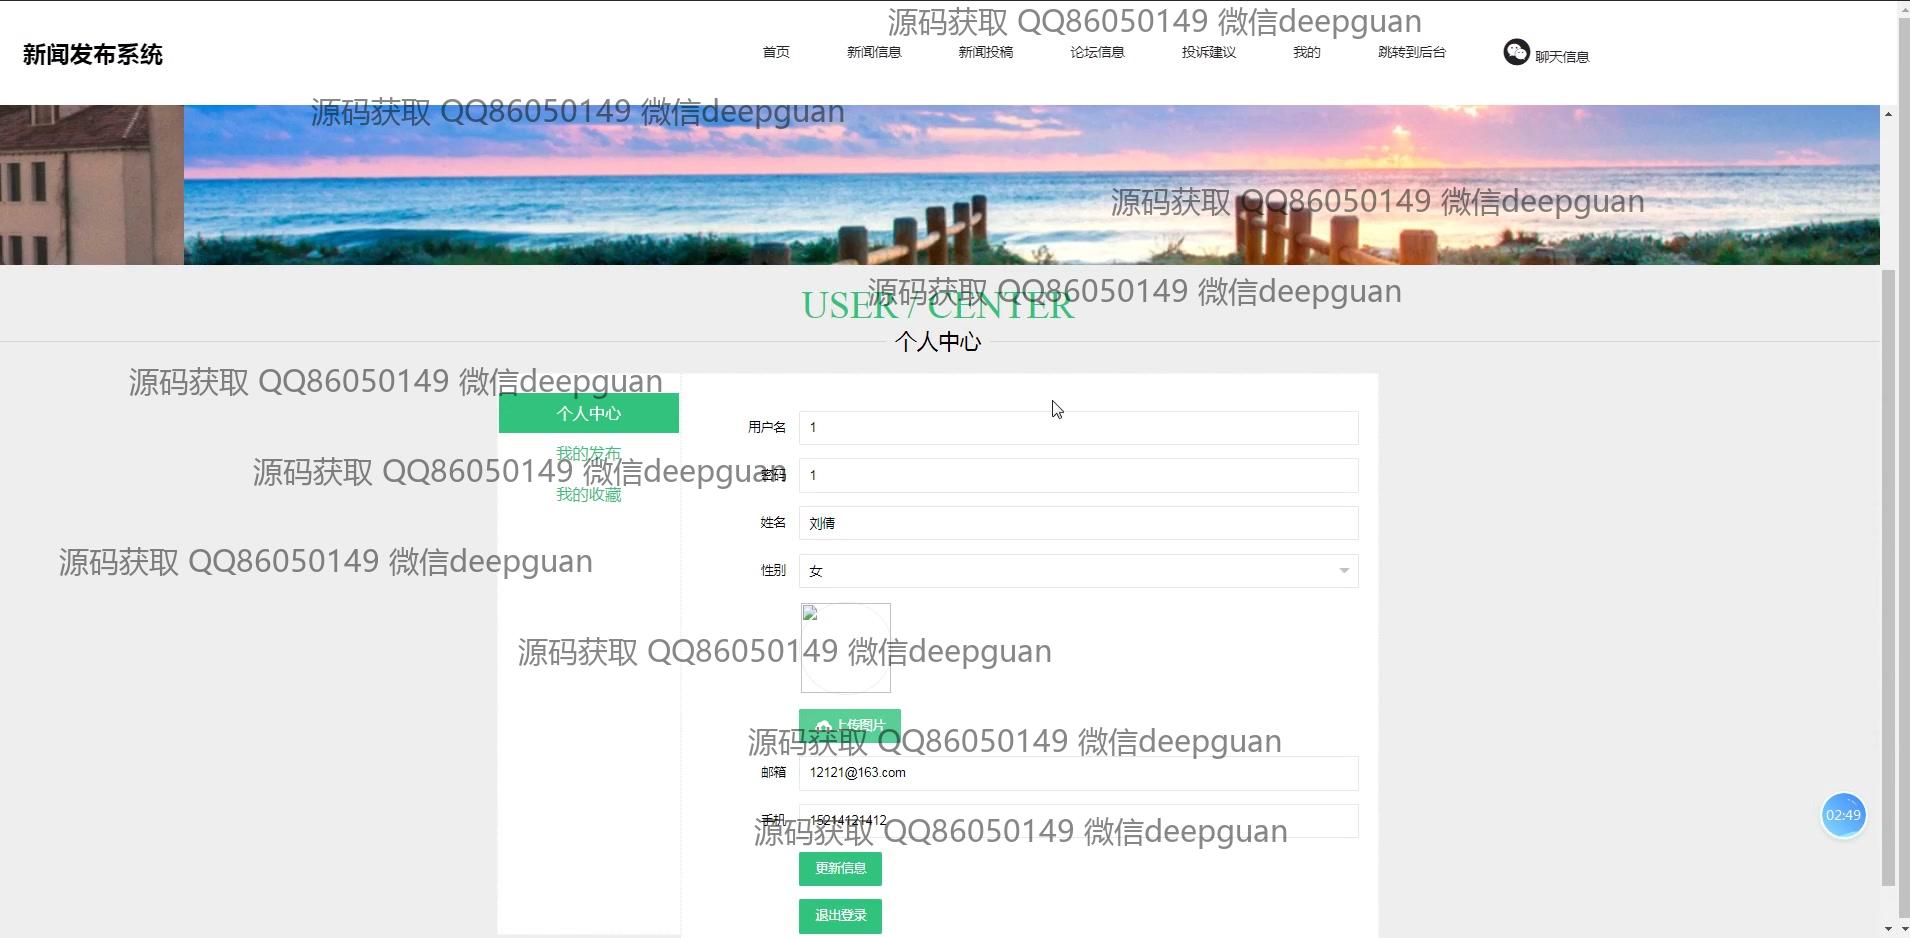 源码获取 QQ86050149 微信deepguan
新闻发布系统
首页 新闻信息 新闻投稿 论坛信息 投诉建议 我的 跳转到后台 聊天信息
源码获取 QQ86050149 微信deepguan
源码获取 QQ86050149 微信deepguan
源码获取 QQ86050149 微信deepguan
USER / CENTER
个人中心
源码获取 QQ86050149 微信deepguan
个人中心
用户名 1
我的发布
源码获取 QQ86050149 微信deepguan
密码 1
我的收藏
姓名 刘倩
源码获取 QQ86050149 微信deepguan
性别 女
源码获取 QQ86050149 微信deepguan
上传图片
源码获取 QQ86050149 微信deepguan
邮箱 12121@163.com
手机 15214121412
源码获取 QQ86050149 微信deepguan
02:49
更新信息
退出登录